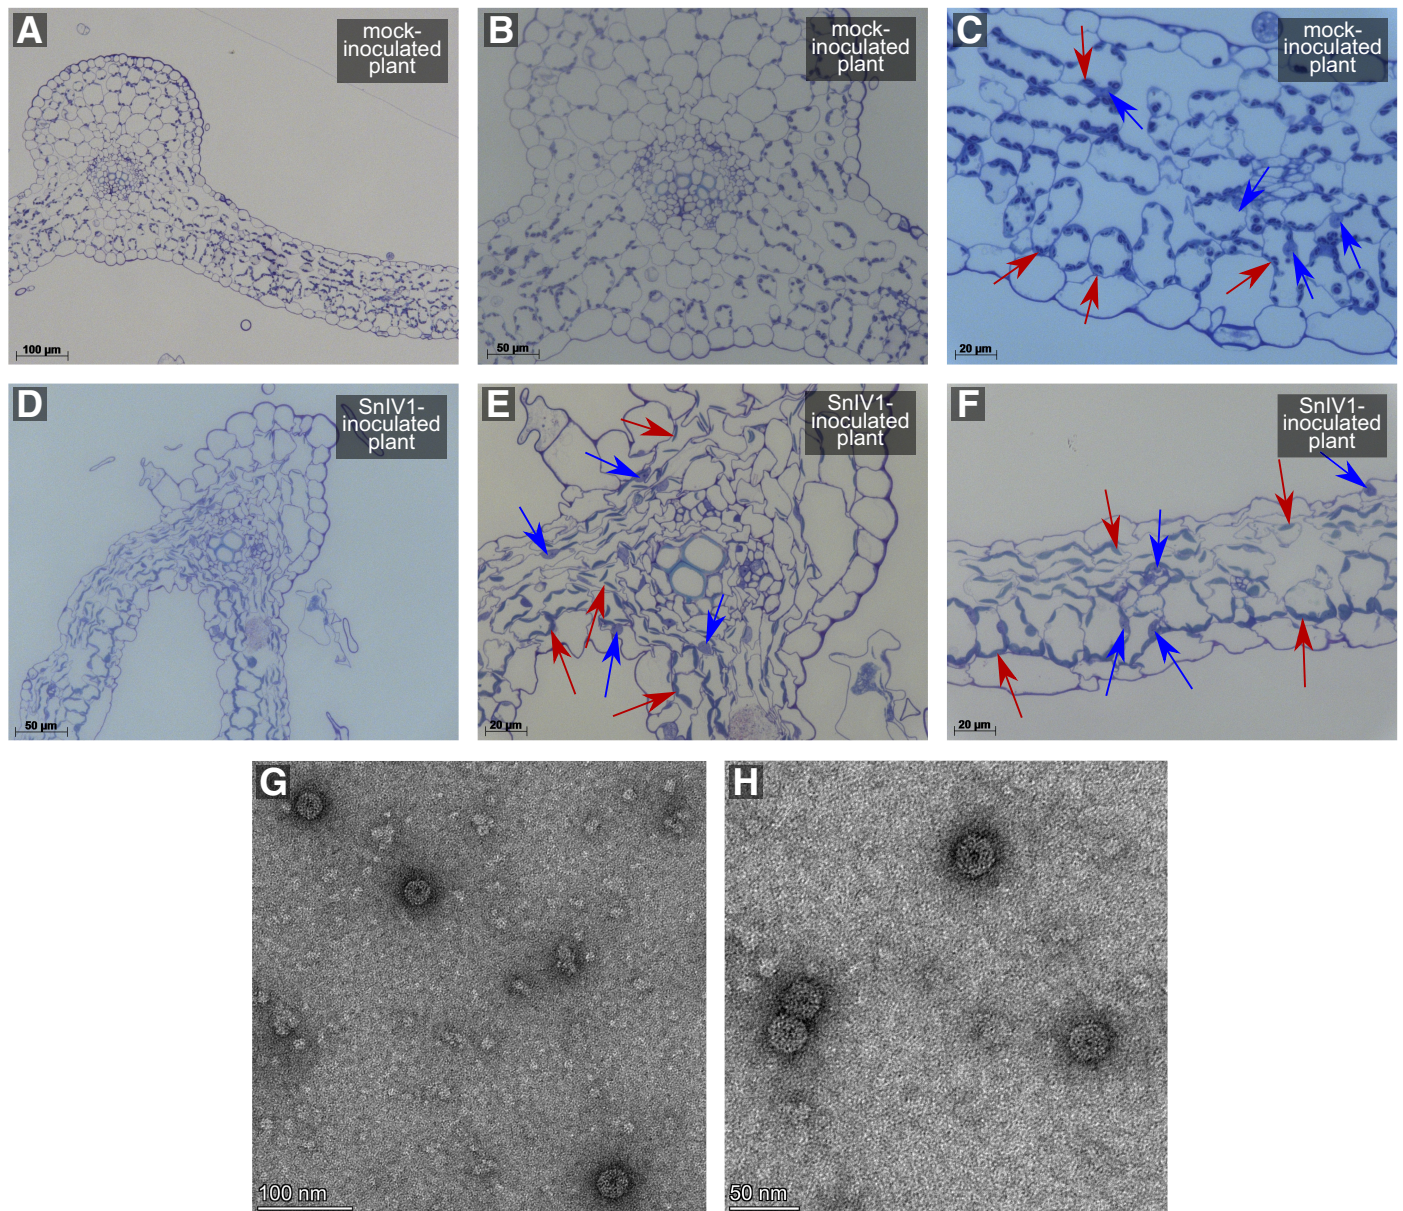 A
mock-
inoculated
plant
100 µm
B
mock-
inoculated
plant
50 µm
C
mock-
inoculated
plant
20 µm
D
SnIV1-
inoculated
plant
50 µm
E
SnIV1-
inoculated
plant
20 µm
F
SnIV1-
inoculated
plant
20 µm
G
100 nm
H
50 nm